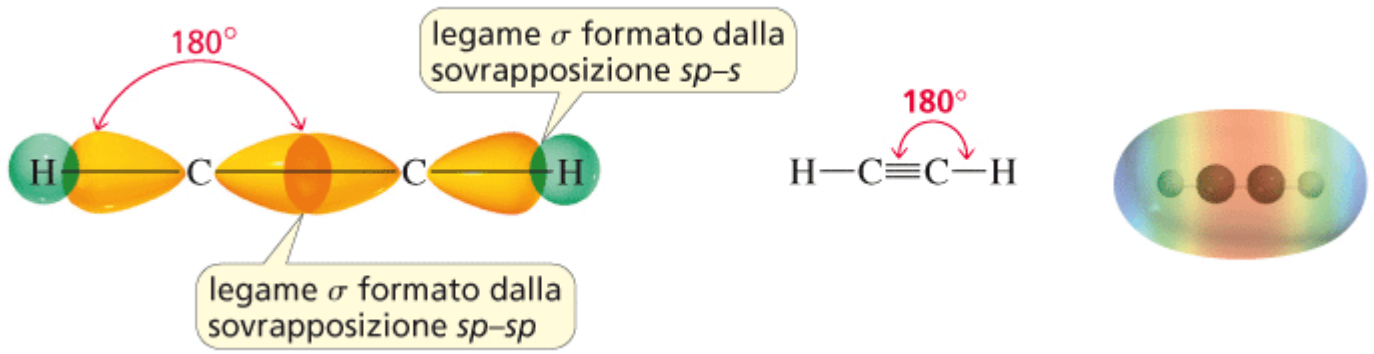 180°
legame σ formato dalla
sovrapposizione sp–s
H C C H
legame σ formato dalla
sovrapposizione sp–sp
180°
H—C≡C—H